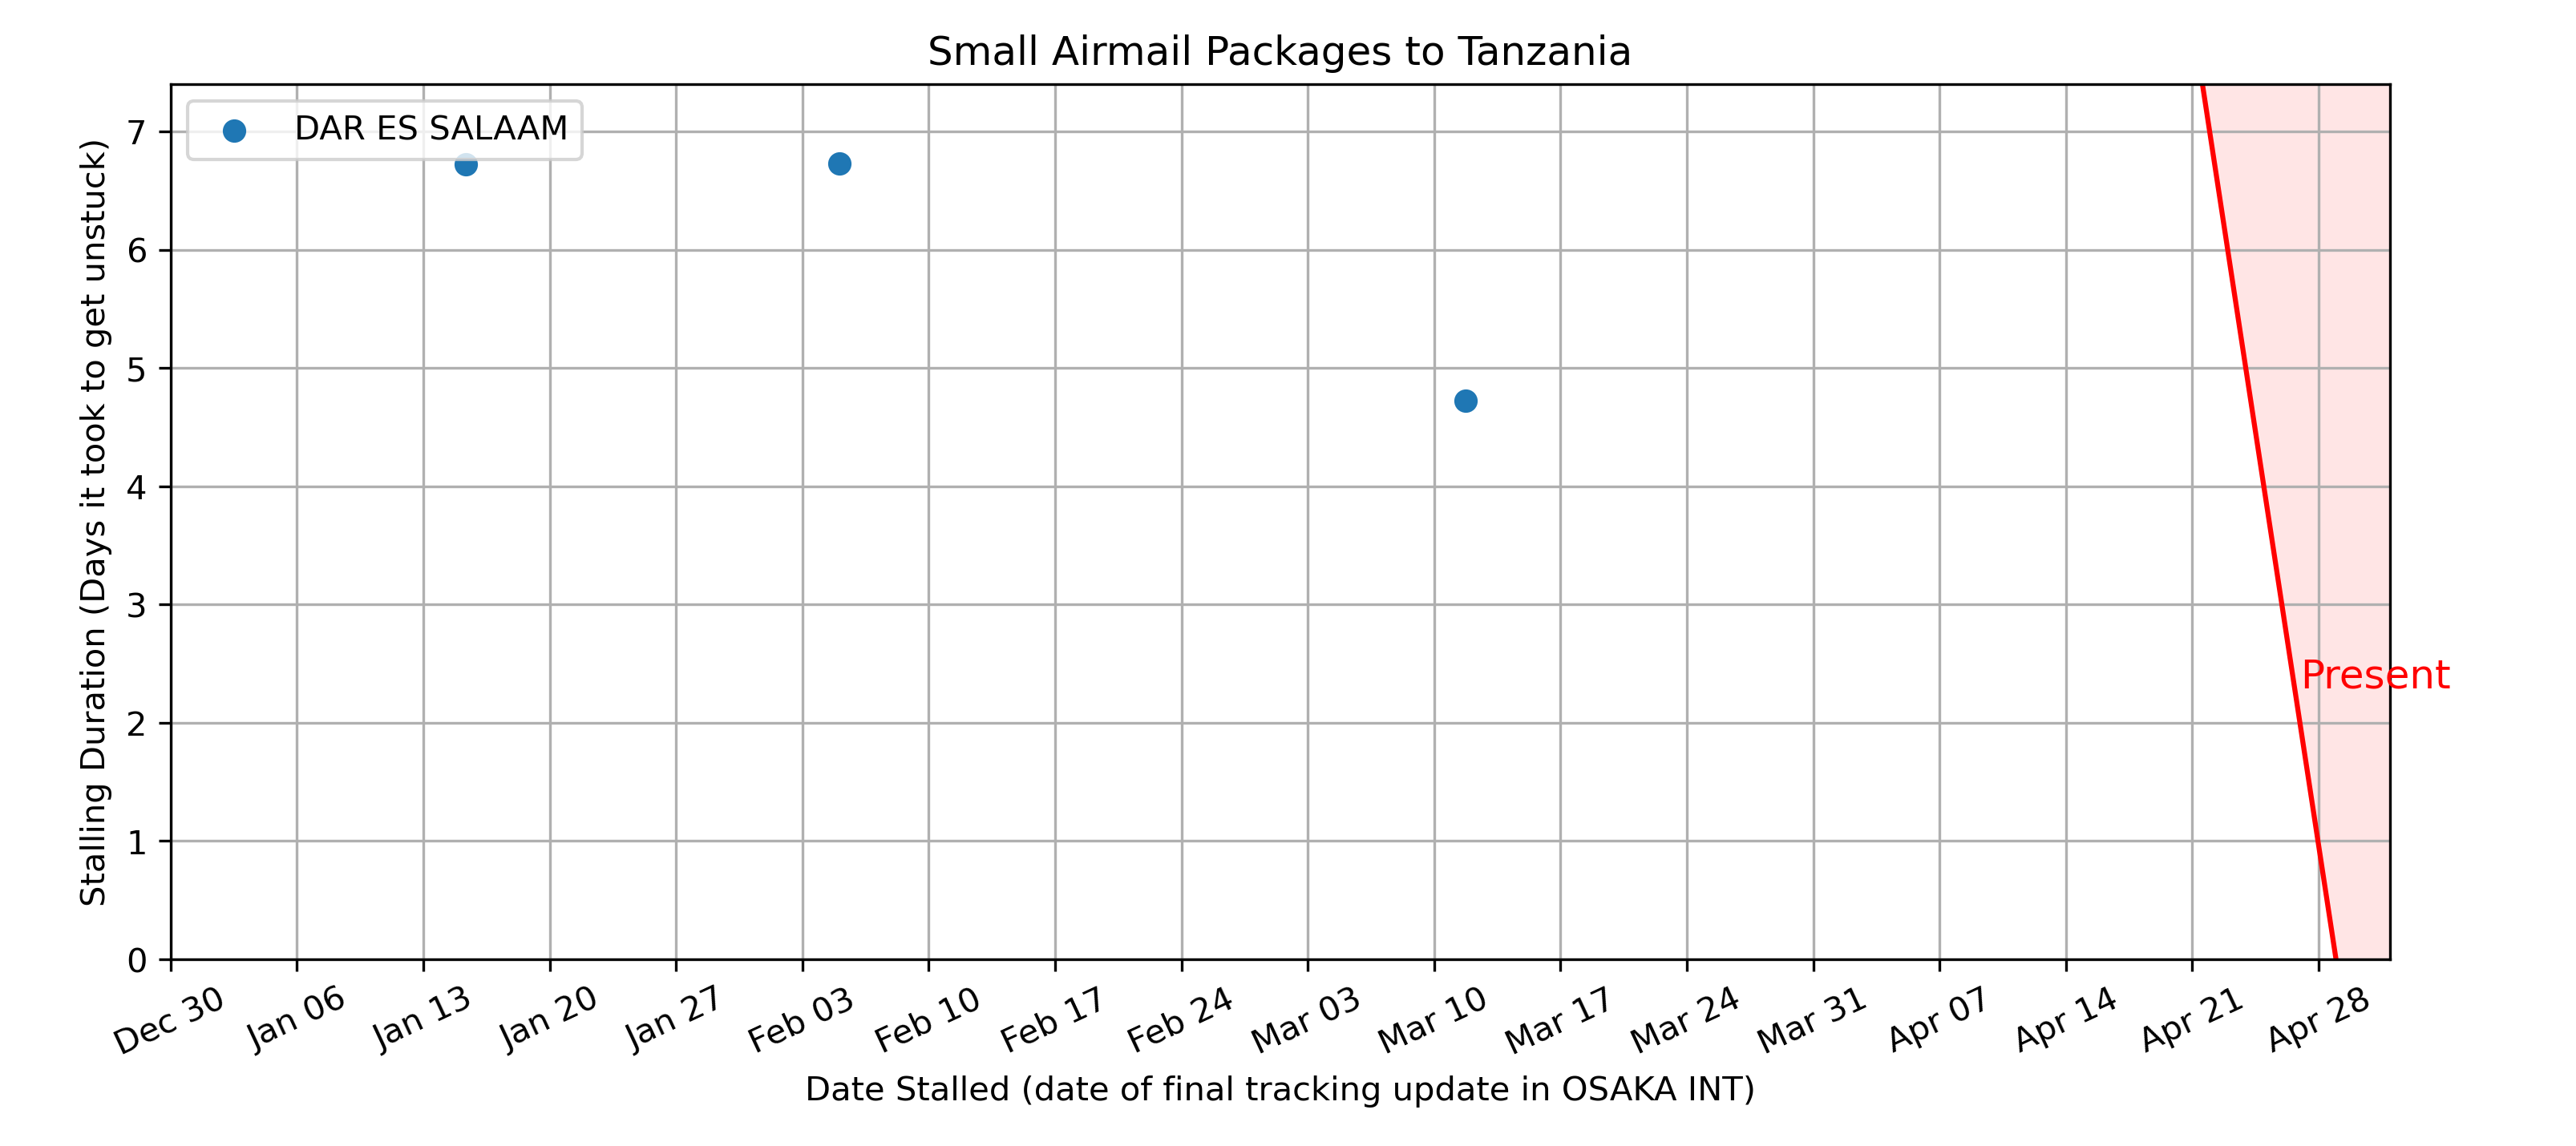 Small Airmail Packages to Tanzania
DAR ES SALAAM
Stalling Duration (Days it took to get unstuck)
7
6
5
4
3
2
1
0
Present
Dec 30
Jan 06
Jan 13
Jan 20
Jan 27
Feb 03
Feb 10
Feb 17
Feb 24
Mar 03
Mar 10
Mar 17
Mar 24
Mar 31
Apr 07
Apr 14
Apr 21
Apr 28
Date Stalled (date of final tracking update in OSAKA INT)